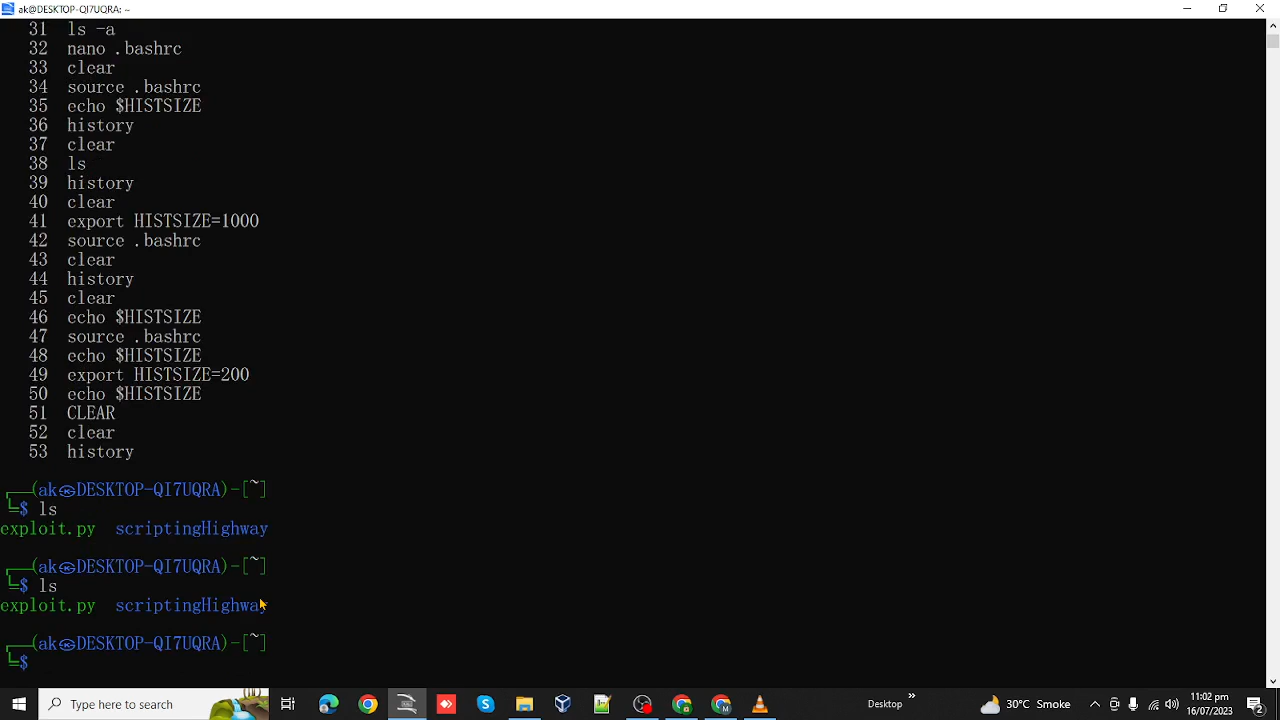 ak@DESKTOP-QI7UQRA: ~
31 ls -a
32 nano .bashrc
33 clear
34 source .bashrc
35 echo $HISTSIZE
36 history
37 clear
38 ls
39 history
40 clear
41 export HISTSIZE=1000
42 source .bashrc
43 clear
44 history
45 clear
46 echo $HISTSIZE
47 source .bashrc
48 echo $HISTSIZE
49 export HISTSIZE=200
50 echo $HISTSIZE
51 CLEAR
52 clear
53 history
┌──(ak㉿DESKTOP-QI7UQRA)-[~]
└─$ ls
exploit.py scriptingHighway
┌──(ak㉿DESKTOP-QI7UQRA)-[~]
└─$ ls
exploit.py scriptingHighway
┌──(ak㉿DESKTOP-QI7UQRA)-[~]
└─$
Type here to search
Desktop
»
30°C Smoke
11:02 pm
16/07/2023
2